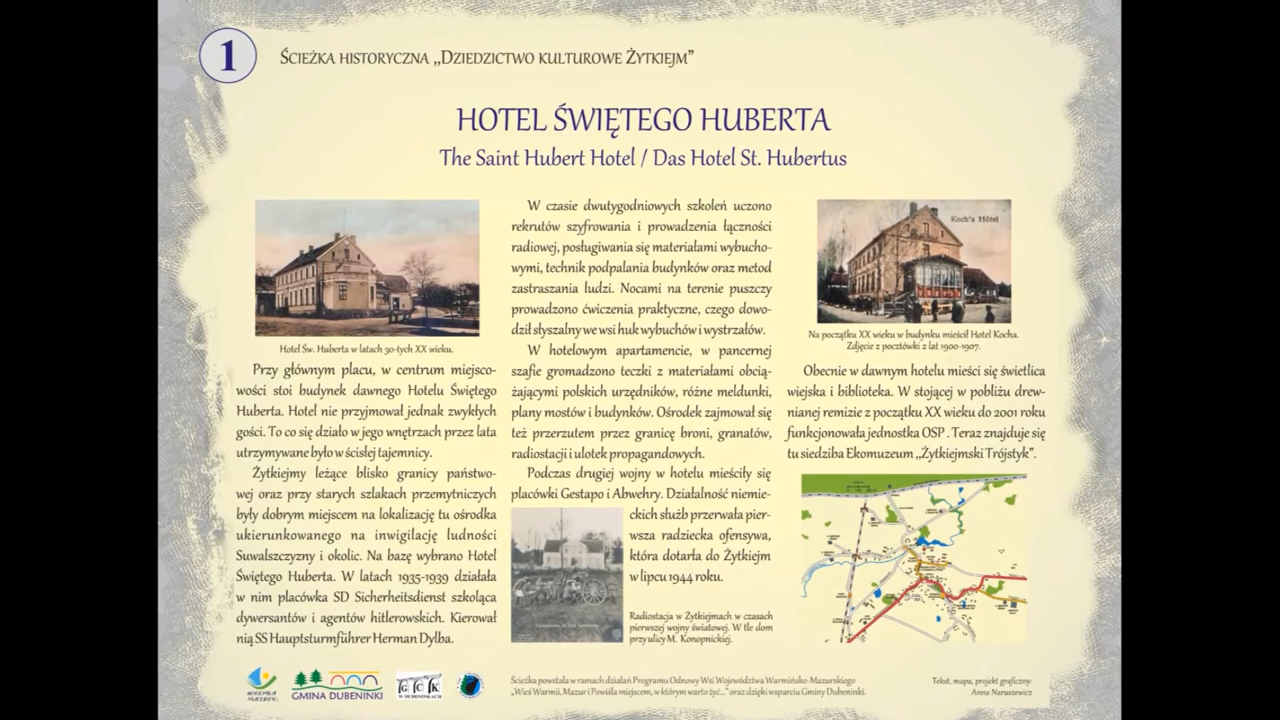 1
Ścieżka historyczna „Dziedzictwo kulturowe Żytkiejm”
HOTEL ŚWIĘTEGO HUBERTA
The Saint Hubert Hotel / Das Hotel St. Hubertus
Hotel Św. Huberta w latach 30-tych XX wieku.
Przy głównym placu, w centrum miejsco-
wości stoi budynek dawnego Hotelu Świętego
Huberta. Hotel nie przyjmował jednak zwykłych
gości. To co się działo w jego wnętrzach przez lata
utrzymywane było w ścisłej tajemnicy.
Żytkiejmy leżące blisko granicy państwo-
wej oraz przy starych szlakach przemytniczych
były dobrym miejscem na lokalizację tu ośrodka
ukierunkowanego na inwigilację ludności
Suwalszczyzny i okolic. Na bazę wybrano Hotel
Świętego Huberta. W latach 1935-1939 działała
w nim placówka SD Sicherheitsdienst szkoląca
dywersantów i agentów hitlerowskich. Kierował
nią SS Hauptsturmführer Herman Dylba.
W czasie dwutygodniowych szkoleń uczono
rekrutów szyfrowania i prowadzenia łączności
radiowej, posługiwania się materiałami wybucho-
wymi, technik podpalania budynków oraz metod
zastraszania ludzi. Nocami na terenie puszczy
prowadzono ćwiczenia praktyczne, czego dowo-
dził słyszalny we wsi huk wybuchów i wystrzałów.
W hotelowym apartamencie, w pancernej
szafie gromadzono teczki z materiałami obcią-
żającymi polskich urzędników, różne meldunki,
plany mostów i budynków. Ośrodek zajmował się
też przerzutem przez granicę broni, granatów,
radiostacji i ulotek propagandowych.
Podczas drugiej wojny w hotelu mieściły się
placówki Gestapo i Abwehry. Działalność niemie-
ckich służb przerwała pier-
wsza radziecka ofensywa,
która dotarła do Żytkiejm
w lipcu 1944 roku.
Radiostacja w Żytkiejmach w czasach
pierwszej wojny światowej. W tle dom
przy ulicy M. Konopnickiej.
Koch's Hôtel
Na początku XX wieku w budynku mieścił Hotel Kocha.
Zdjęcie z pocztówki z lat 1900-1907.
Obecnie w dawnym hotelu mieści się świetlica
wiejska i biblioteka. W stojącej w pobliżu drew-
nianej remizie z początku XX wieku do 2001 roku
funkcjonowała jednostka OSP . Teraz znajduje się
tu siedziba Ekomuzeum „Żytkiejmski Trójstyk”.
WARMIA
MAZURY
GMINA DUBENINKI
GCK
W DUBENINKACH
Ścieżka powstała w ramach działań Programu Odnowy Wsi Województwa Warmińsko-Mazurskiego
„Wieś Warmii, Mazur i Powiśla miejscem, w którym warto żyć...” oraz dzięki wsparciu Gminy Dubeninki.
Tekst, mapa, projekt graficzny:
Anna Naruszewicz